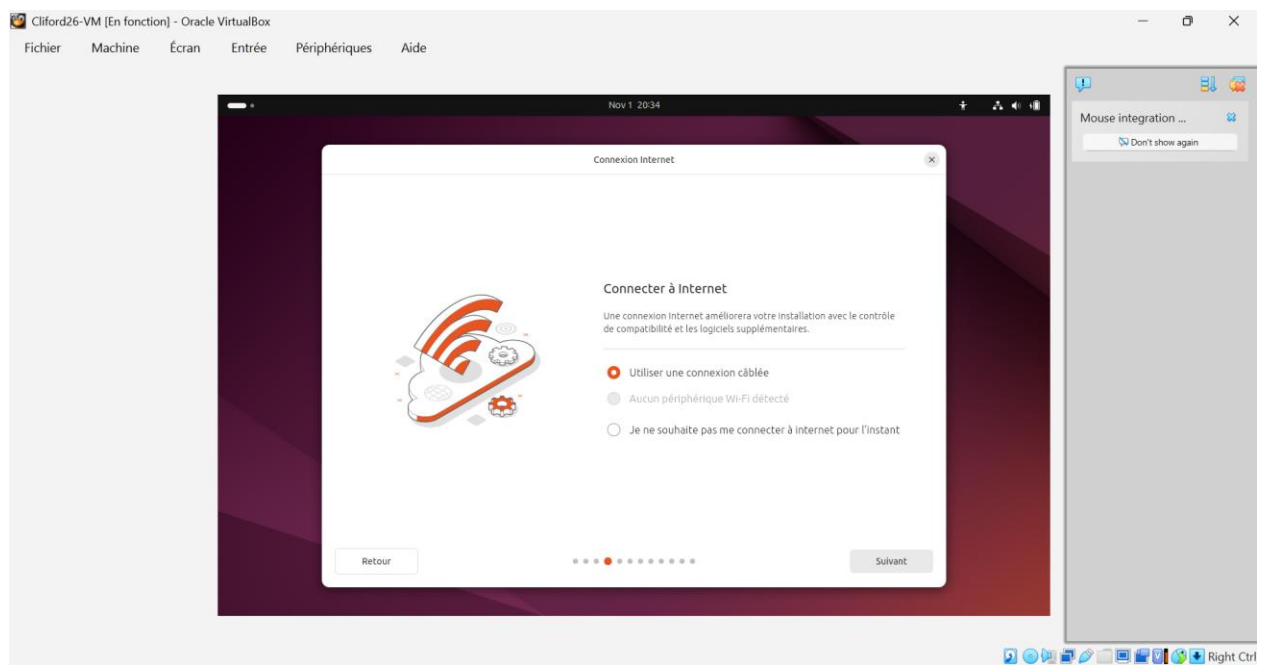 Cliford26-VM [En fonction] - Oracle VirtualBox
Fichier Machine Écran Entrée Périphériques Aide
Nov 1 20:34
Mouse integration ...
Don't show again
Connexion Internet
Connecter à Internet
Une connexion Internet améliorera votre installation avec le contrôle
de compatibilité et les logiciels supplémentaires.
Utiliser une connexion câblée
Aucun périphérique Wi-Fi détecté
Je ne souhaite pas me connecter à internet pour l'instant
Retour
Suivant
Right Ctrl